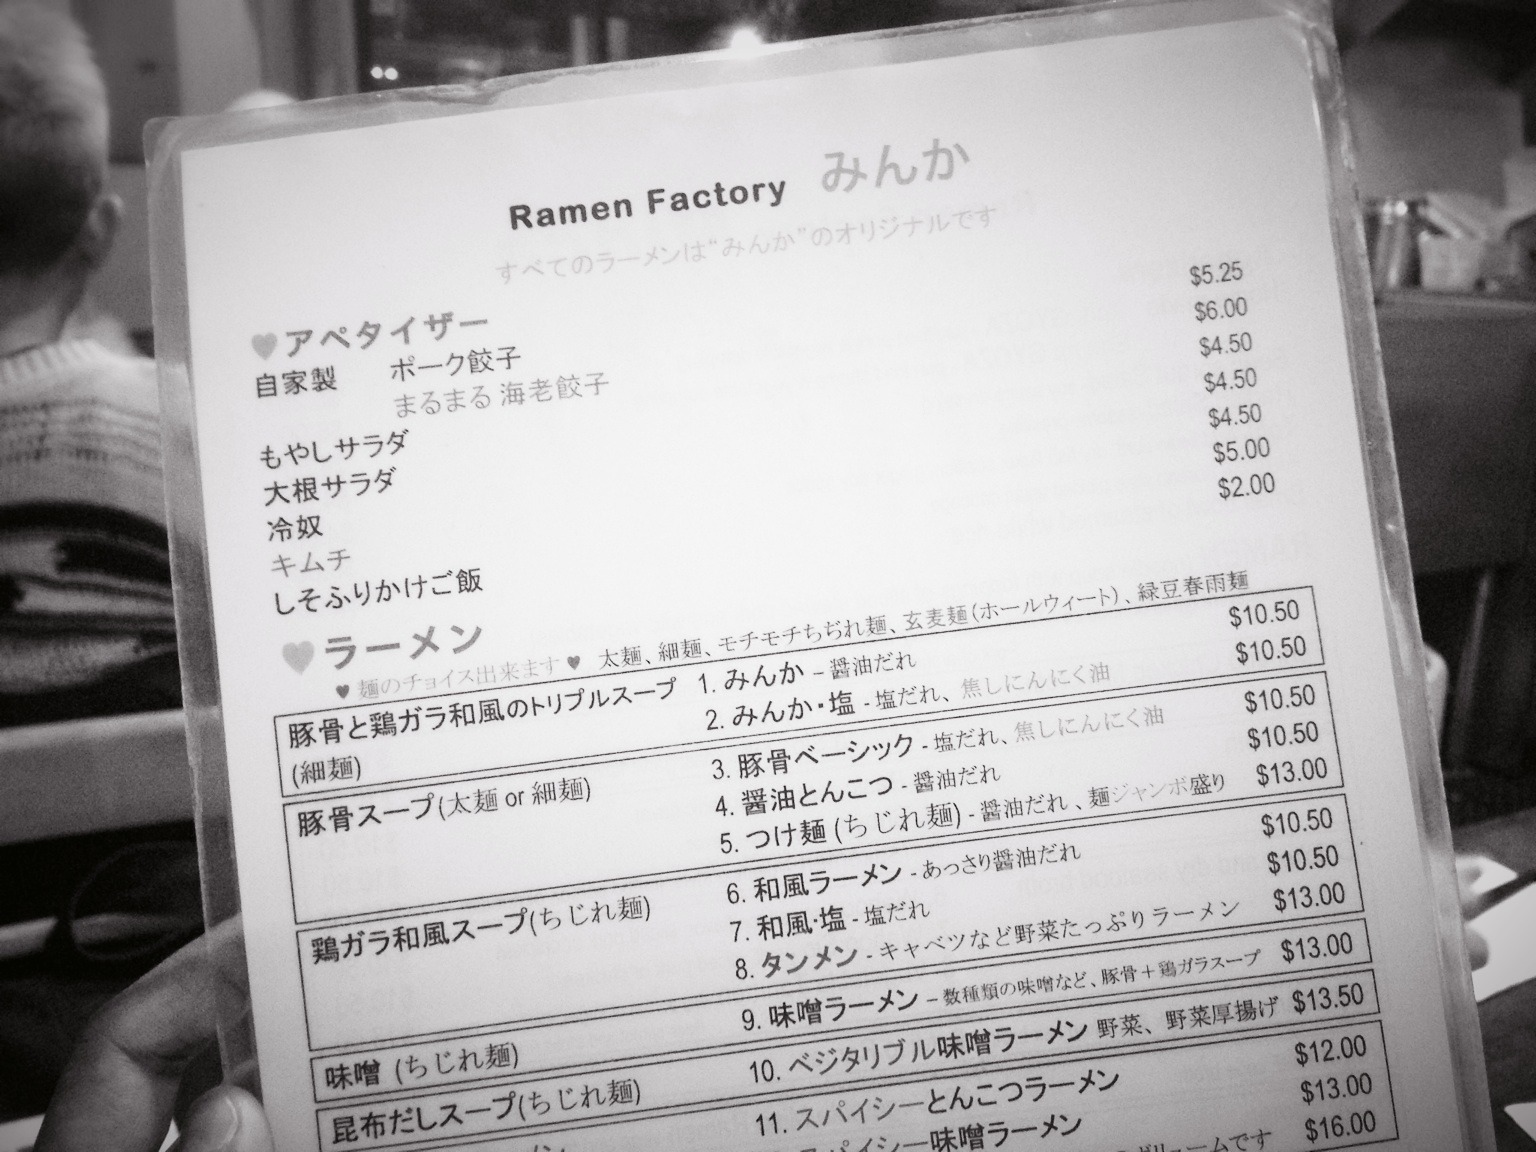 Ramen Factory みんか
すべてのラーメンは“みんか”のオリジナルです
♥アペタイザー
自家製 ポーク餃子 $5.25
まるまる 海老餃子 $6.00
もやしサラダ $4.50
大根サラダ $4.50
冷奴 $4.50
キムチ $5.00
しそふりかけご飯 $2.00
♥ラーメン
♥ 麺のチョイス出来ます ♥ 太麺、細麺、モチモチちぢれ麺、玄麦麺(ホールウィート)、緑豆春雨麺
豚骨と鶏ガラ和風のトリプルスープ 1. みんか – 醤油だれ $10.50
(細麺) 2. みんか・塩 - 塩だれ、焦しにんにく油 $10.50
豚骨スープ(太麺 or 細麺) 3. 豚骨ベーシック - 塩だれ、焦しにんにく油 $10.50
4. 醤油とんこつ - 醤油だれ $10.50
5. つけ麺 (ちじれ麺) - 醤油だれ 、麺ジャンボ盛り $13.00
鶏ガラ和風スープ(ちじれ麺) 6. 和風ラーメン - あっさり醤油だれ $10.50
7. 和風・塩 - 塩だれ $10.50
8. タンメン - キャベツなど野菜たっぷりラーメン $13.00
味噌 (ちじれ麺) 9. 味噌ラーメン – 数種類の味噌など、豚骨＋鶏ガラスープ $13.00
昆布だしスープ(ちじれ麺) 10. ベジタリブル味噌ラーメン 野菜、野菜厚揚げ $13.50
11. スパイシーとんこつラーメン $12.00
スパイシー味噌ラーメン $13.00
ボリュームです $16.00